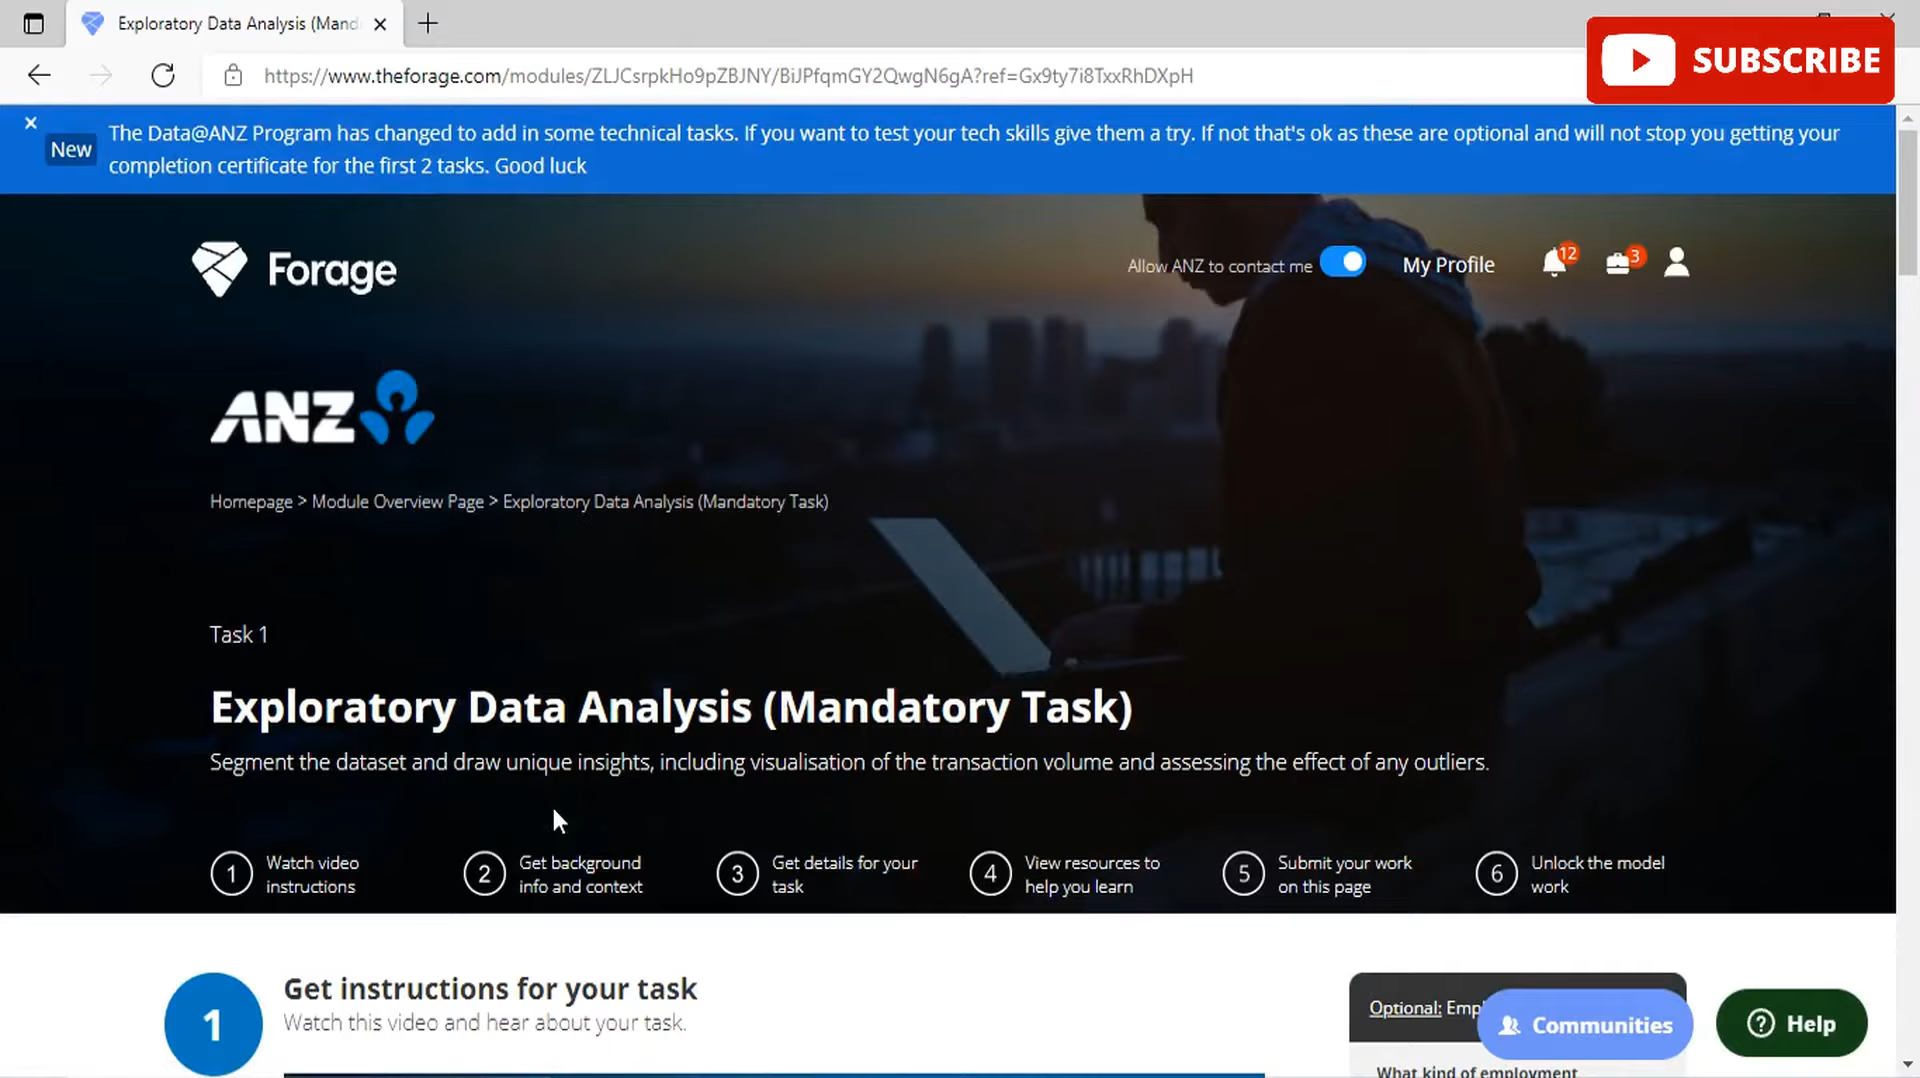 Exploratory Data Analysis (Mand
https://www.theforage.com/modules/ZLJCsrpkHo9pZBJNY/BiJPfqmGY2QwgN6gA?ref=Gx9ty7i8TxxRhDXpH
SUBSCRIBE
New
The Data@ANZ Program has changed to add in some technical tasks. If you want to test your tech skills give them a try. If not that's ok as these are optional and will not stop you getting your
completion certificate for the first 2 tasks. Good luck
Forage
Allow ANZ to contact me
My Profile
12
3
ANZ
Homepage > Module Overview Page > Exploratory Data Analysis (Mandatory Task)
Task 1
Exploratory Data Analysis (Mandatory Task)
Segment the dataset and draw unique insights, including visualisation of the transaction volume and assessing the effect of any outliers.
1
Watch video
instructions
2
Get background
info and context
3
Get details for your
task
4
View resources to
help you learn
5
Submit your work
on this page
6
Unlock the model
work
1
Get instructions for your task
Watch this video and hear about your task.
Optional: Emp
Communities
Help
What kind of employment